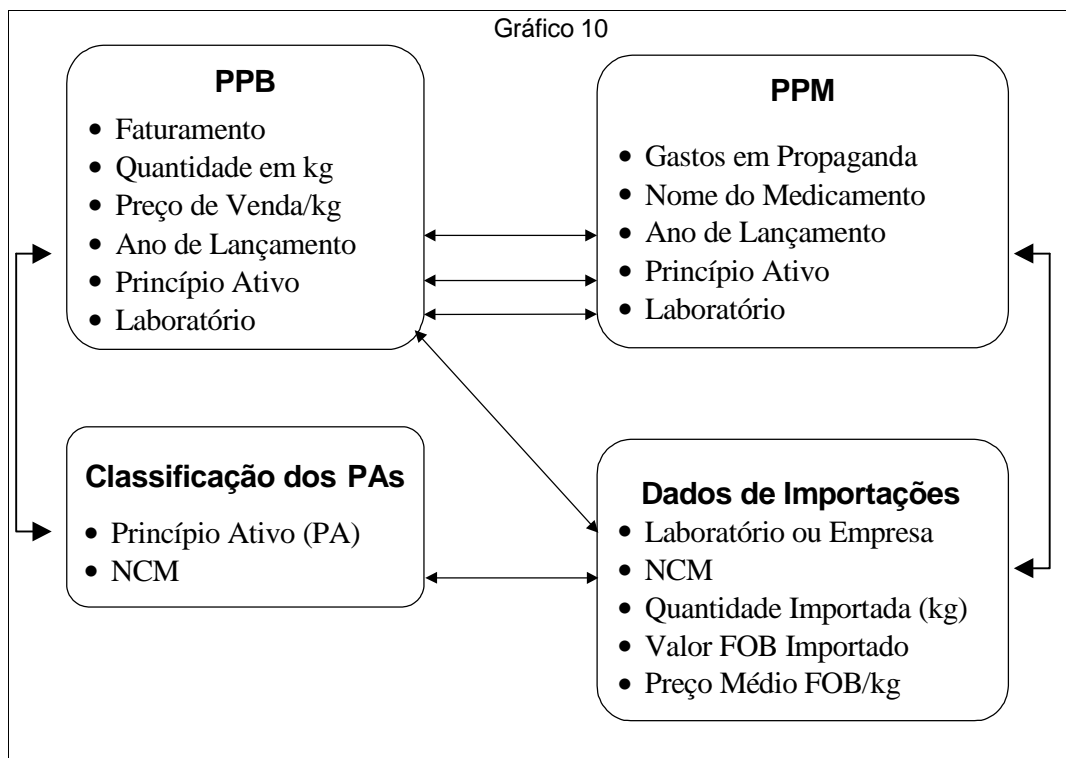 Gráfico 10
PPB
• Faturamento
• Quantidade em kg
• Preço de Venda/kg
• Ano de Lançamento
• Princípio Ativo
• Laboratório
PPM
• Gastos em Propaganda
• Nome do Medicamento
• Ano de Lançamento
• Princípio Ativo
• Laboratório
Classificação dos PAs
• Princípio Ativo (PA)
• NCM
Dados de Importações
• Laboratório ou Empresa
• NCM
• Quantidade Importada (kg)
• Valor FOB Importado
• Preço Médio FOB/kg